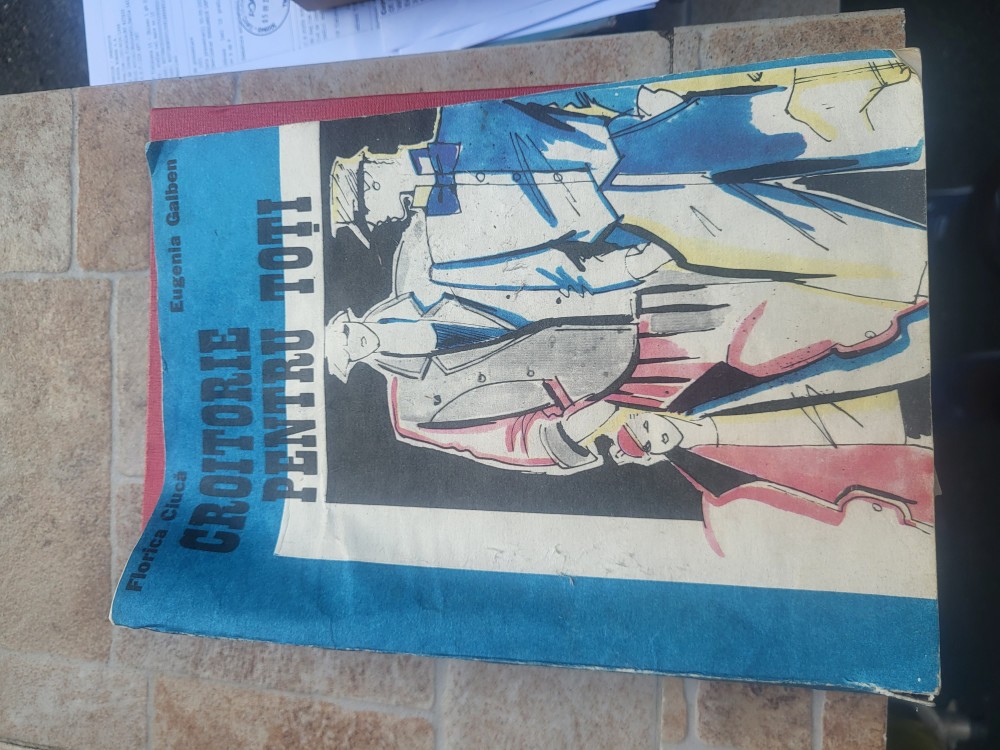 Florica Ciucă Eugenia Galben
CROITORIE
PENTRU TOȚI